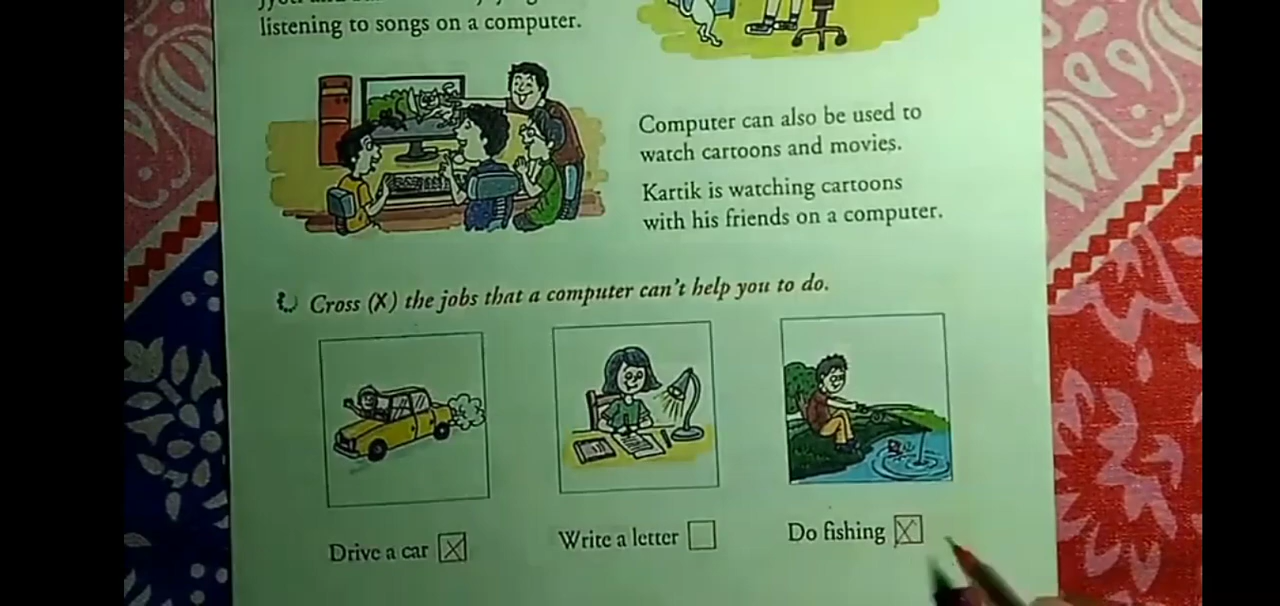 listening to songs on a computer.
Computer can also be used to
watch cartoons and movies.
Kartik is watching cartoons
with his friends on a computer.
Cross (X) the jobs that a computer can't help you to do.
Drive a car
Write a letter
Do fishing